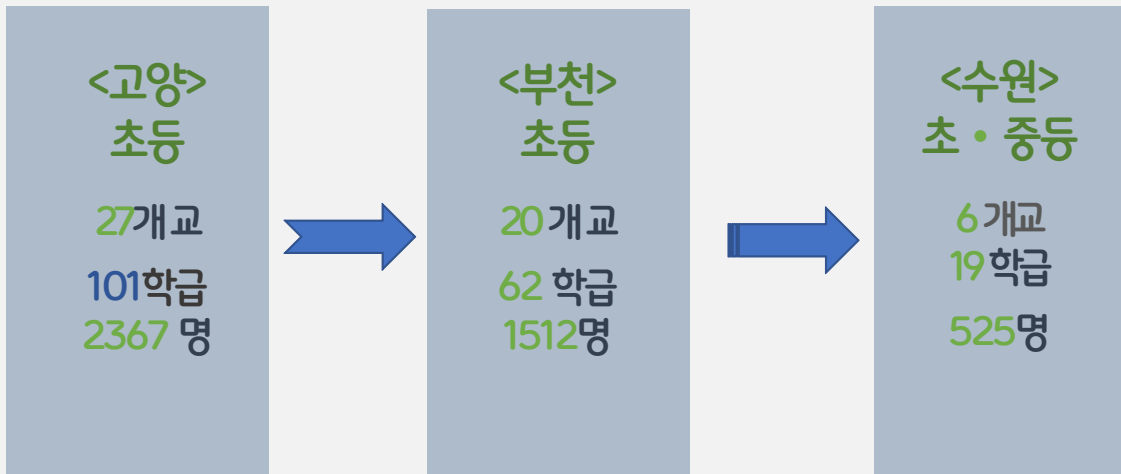 <고양>
초등
27개교
101학급
2367 명
<부천>
초등
20 개교
62 학급
1512명
<수원>
초 • 중등
6 개교
19 학급
525명